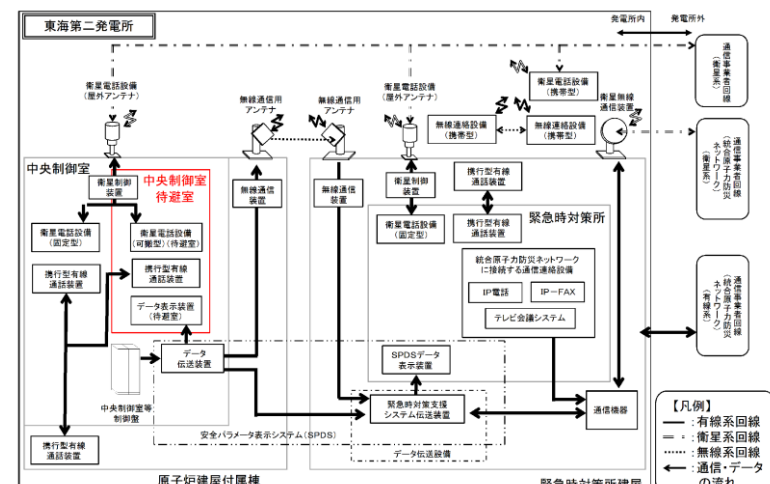 東海第二発電所
発電所内
発電所外
通信事業者回線
(衛星系)
衛星電話設備
(屋外アンテナ)
無線通信用
アンテナ
無線通信用
アンテナ
衛星電話設備
(屋外アンテナ)
衛星電話設備
(携帯型)
衛星無線
通信装置
無線連絡設備
(携帯型)
無線連絡設備
(携帯型)
通信事業者回線
(統合原子力防災
ネットワーク)
(衛星系)
中央制御室
衛星制御
装置
中央制御室
待避室
無線通信
装置
無線通信
装置
衛星制御
装置
携行型有線
通話装置
緊急時対策所
衛星電話設備
(固定型)
衛星電話設備
(可搬型)(待避室)
衛星電話設備
(固定型)
携行型有線
通話装置
携行型有線
通話装置
携行型有線
通話装置
統合原子力防災ネットワーク
に接続する通信連絡設備
IP電話
IP-FAX
テレビ会議システム
通信事業者回線
(統合原子力防災
ネットワーク)
(有線系)
データ表示装置
(待避室)
データ
伝送装置
SPDSデータ
表示装置
中央制御室等
制御盤
緊急時対策支援
システム伝送装置
通信機器
安全パラメータ表示システム(SPDS)
データ伝送設備
携行型有線
通話装置
原子炉建屋付属棟
緊急時対策所建屋
【凡例】
:有線系回線
:衛星系回線
:無線系回線
:通信・データ
の流れ